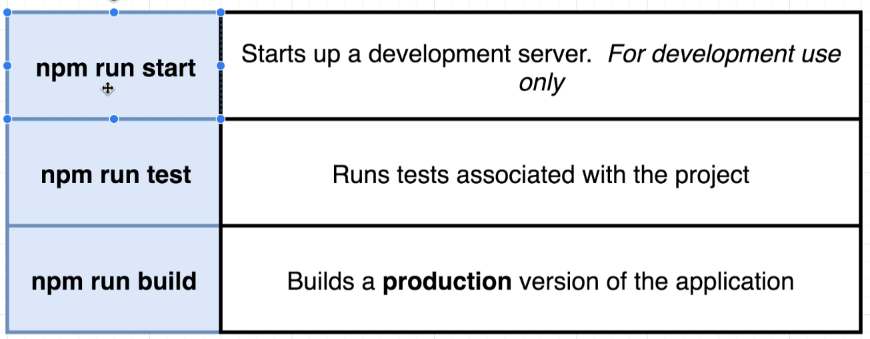 npm run start
Starts up a development server.  For development use
only
npm run test
Runs tests associated with the project
npm run build
Builds a production version of the application